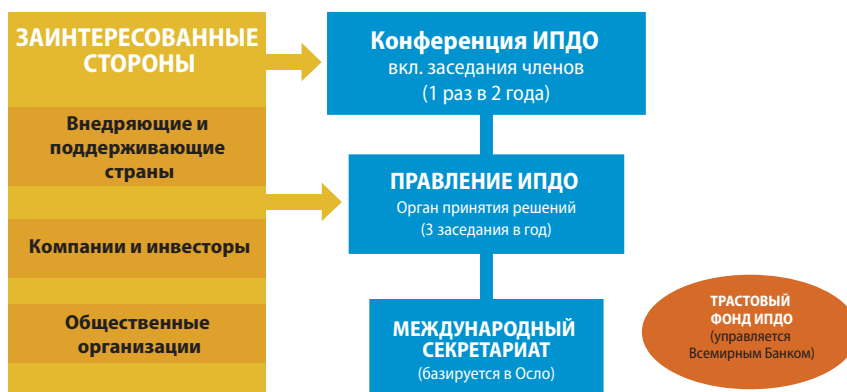 ЗАИНТЕРЕСОВАННЫЕ
СТОРОНЫ
Внедряющие и
поддерживающие
страны
Компании и инвесторы
Общественные
организации
Конференция ИПДО
вкл. заседания членов
(1 раз в 2 года)
ПРАВЛЕНИЕ ИПДО
Орган принятия решений
(3 заседания в год)
МЕЖДУНАРОДНЫЙ
СЕКРЕТАРИАТ
(базируется в Осло)
ТРАСТОВЫЙ
ФОНД ИПДО
(управляется
Всемирным Банком)